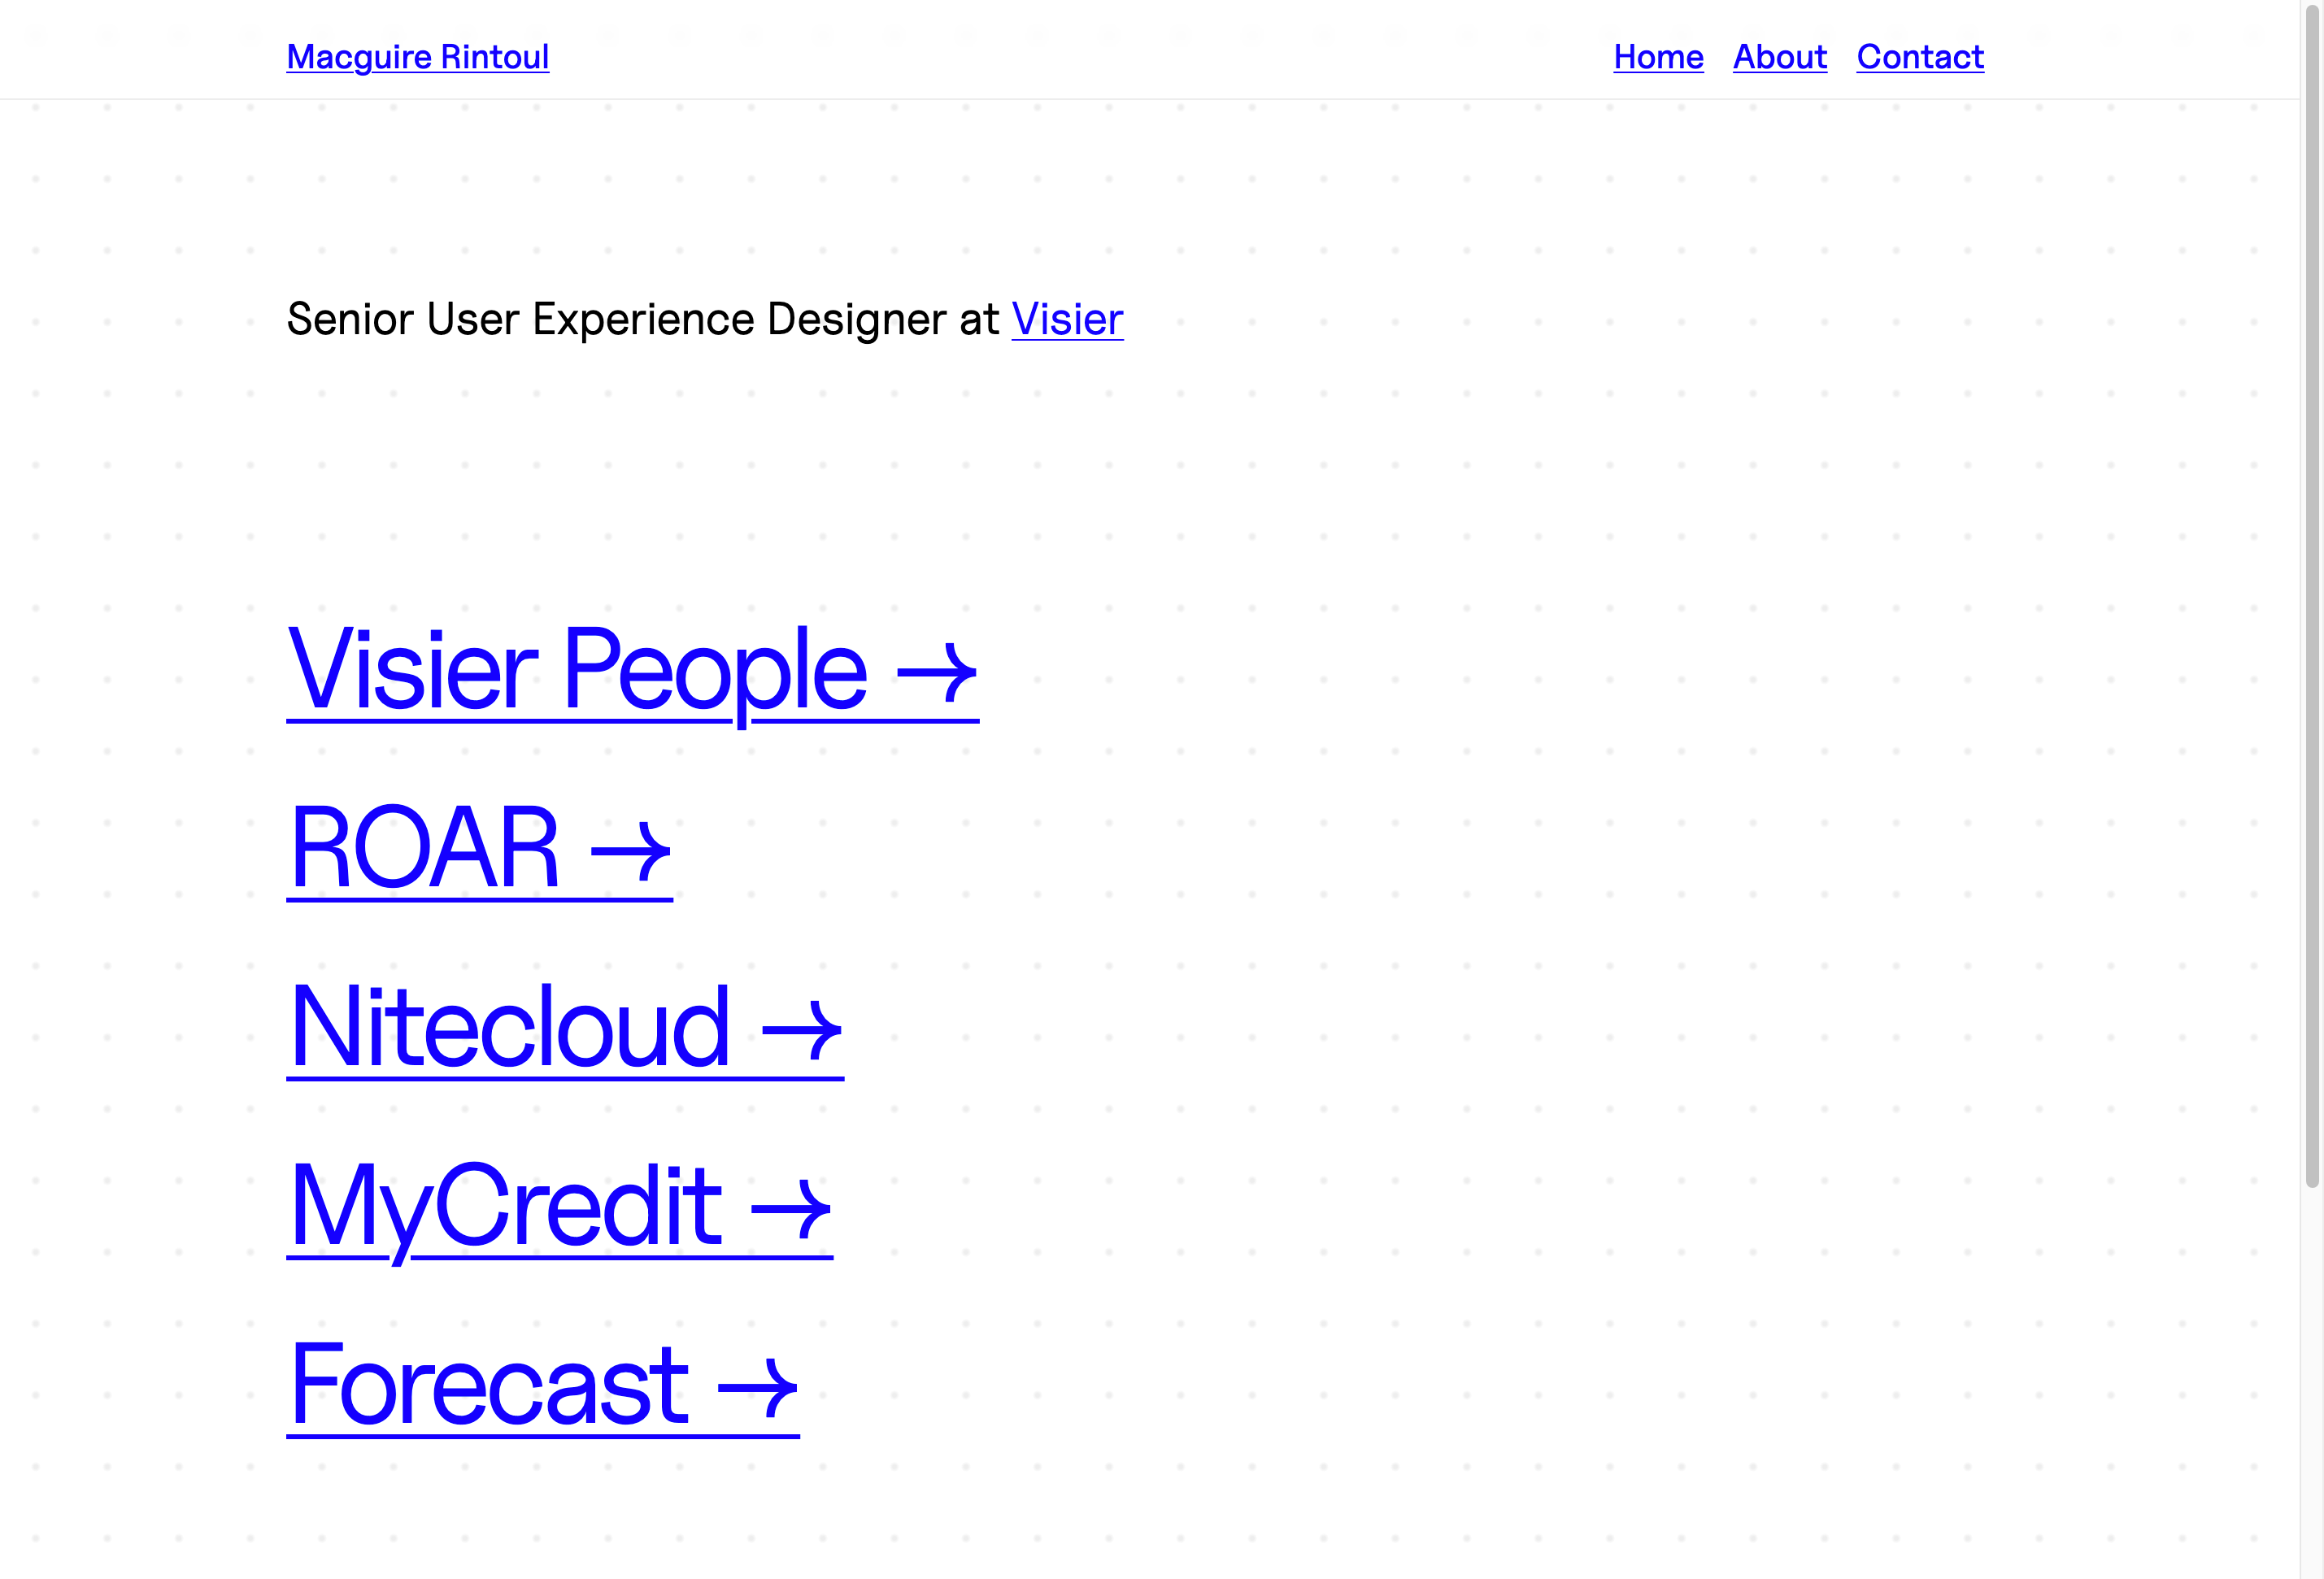 Macguire Rintoul
Home About Contact
Senior User Experience Designer at Visier
Visier People →
ROAR →
Nitecloud →
MyCredit →
Forecast →